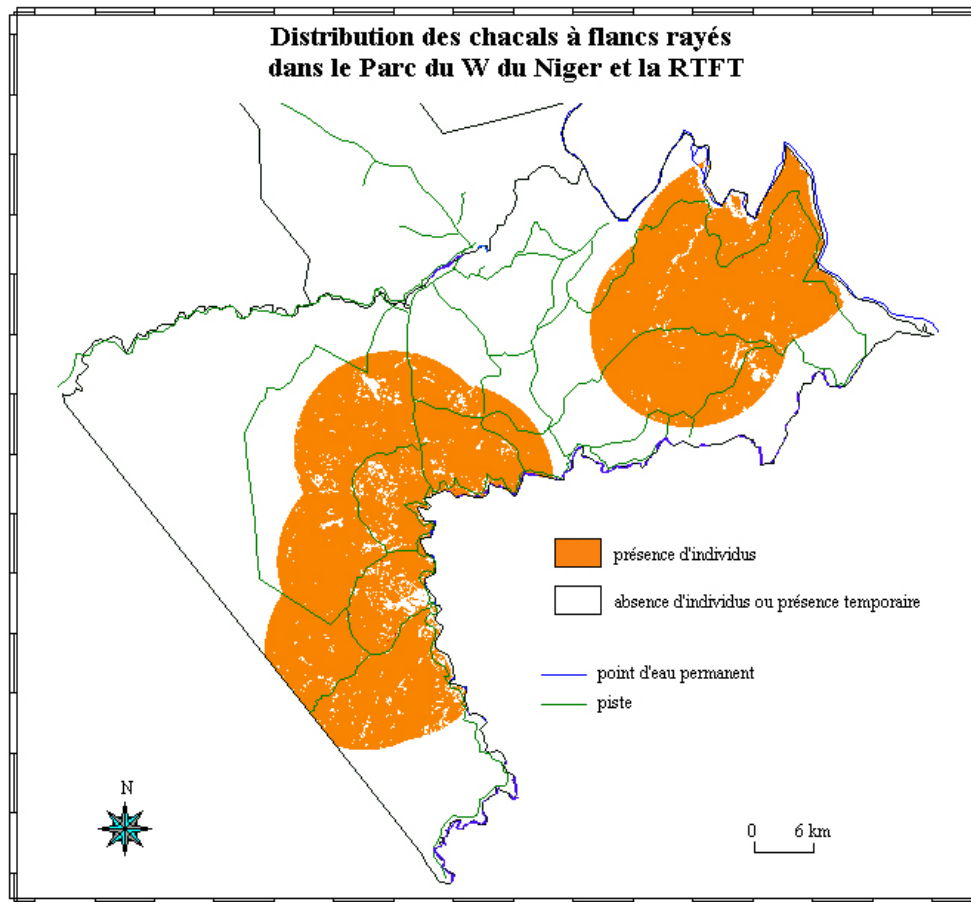 Distribution des chacals à flancs rayés
dans le Parc du W du Niger et la RTFT
présence d'individus
absence d'individus ou présence temporaire
point d'eau permanent
piste
N
0 6 km